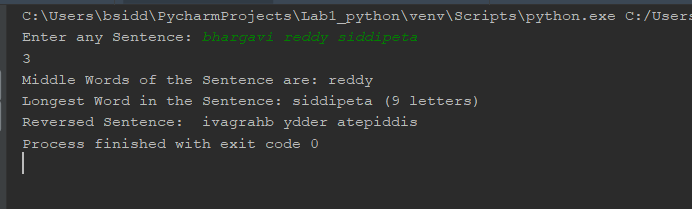 C:\Users\bsidd\PycharmProjects\Lab1_python\venv\Scripts\python.exe C:/Users
Enter any Sentence: bhargavi reddy siddipeta
3
Middle Words of the Sentence are: reddy
Longest Word in the Sentence: siddipeta (9 letters)
Reversed Sentence:  ivagrahb ydder atepiddis
Process finished with exit code 0